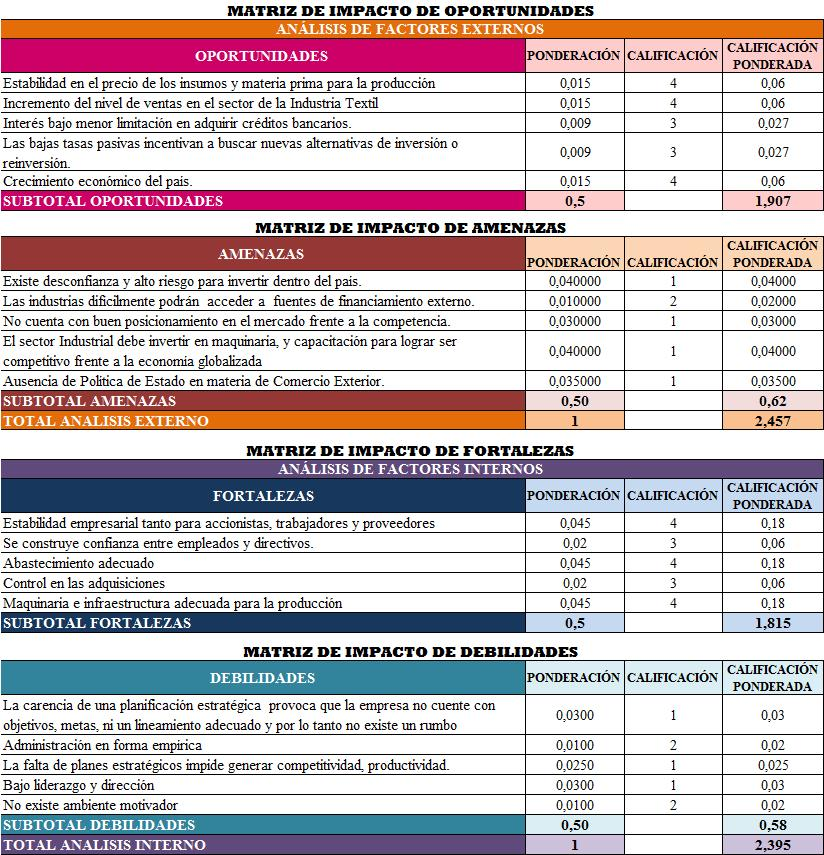 MATRIZ DE IMPACTO DE OPORTUNIDADES
ANÁLISIS DE FACTORES EXTERNOS
OPORTUNIDADES PONDERACIÓN CALIFICACIÓN CALIFICACIÓN PONDERADA
Estabilidad en el precio de los insumos y materia prima para la producción 0,015 4 0,06
Incremento del nivel de ventas en el sector de la Industria Textil 0,015 4 0,06
Interés bajo menor limitación en adquirir créditos bancarios. 0,009 3 0,027
Las bajas tasas pasivas incentivan a buscar nuevas alternativas de inversión o
reinversión. 0,009 3 0,027
Crecimiento económico del país. 0,015 4 0,06
SUBTOTAL OPORTUNIDADES 0,5 1,907
MATRIZ DE IMPACTO DE AMENAZAS
AMENAZAS PONDERACIÓN CALIFICACIÓN CALIFICACIÓN PONDERADA
Existe desconfianza y alto riesgo para invertir dentro del país. 0,040000 1 0,04000
Las industrias difícilmente podrán acceder a fuentes de financiamiento externo. 0,010000 2 0,02000
No cuenta con buen posicionamiento en el mercado frente a la competencia. 0,030000 1 0,03000
El sector Industrial debe invertir en maquinaria, y capacitación para lograr ser
competitivo frente a la economía globalizada 0,040000 1 0,04000
Ausencia de Política de Estado en materia de Comercio Exterior. 0,035000 1 0,03500
SUBTOTAL AMENAZAS 0,50 0,62
TOTAL ANALISIS EXTERNO 1 2,457
MATRIZ DE IMPACTO DE FORTALEZAS
ANÁLISIS DE FACTORES INTERNOS
FORTALEZAS PONDERACIÓN CALIFICACIÓN CALIFICACIÓN PONDERADA
Estabilidad empresarial tanto para accionistas, trabajadores y proveedores 0,045 4 0,18
Se construye confianza entre empleados y directivos. 0,02 3 0,06
Abastecimiento adecuado 0,045 4 0,18
Control en las adquisiciones 0,02 3 0,06
Maquinaria e infraestructura adecuada para la producción 0,045 4 0,18
SUBTOTAL FORTALEZAS 0,5 1,815
MATRIZ DE IMPACTO DE DEBILIDADES
DEBILIDADES PONDERACIÓN CALIFICACIÓN CALIFICACIÓN PONDERADA
La carencia de una planificación estratégica provoca que la empresa no cuente con
objetivos, metas, ni un lineamiento adecuado y por lo tanto no existe un rumbo 0,0300 1 0,03
Administración en forma empírica 0,0100 2 0,02
La falta de planes estratégicos impide generar competitividad, productividad. 0,0250 1 0,025
Bajo liderazgo y dirección 0,0300 1 0,03
No existe ambiente motivador 0,0100 2 0,02
SUBTOTAL DEBILIDADES 0,50 0,58
TOTAL ANALISIS INTERNO 1 2,395